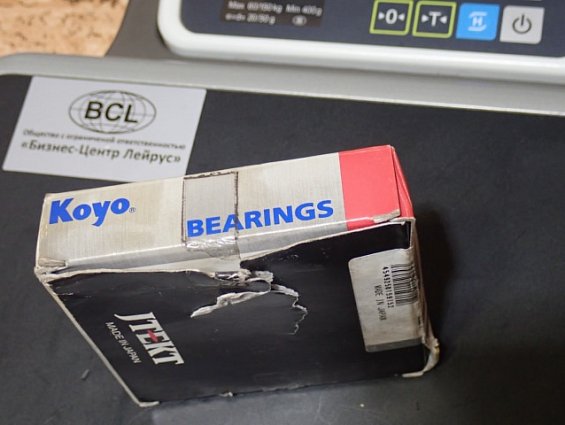 Max 60/150 kg Min 400 g
e=d= 20/50 g
→0←
→T←
BCL
Общество с ограниченной ответственностью
«Бизнес-Центр Лейрус»
Koyo®
BEARINGS
JTEKT
MADE IN JAPAN
MADE IN JAPAN